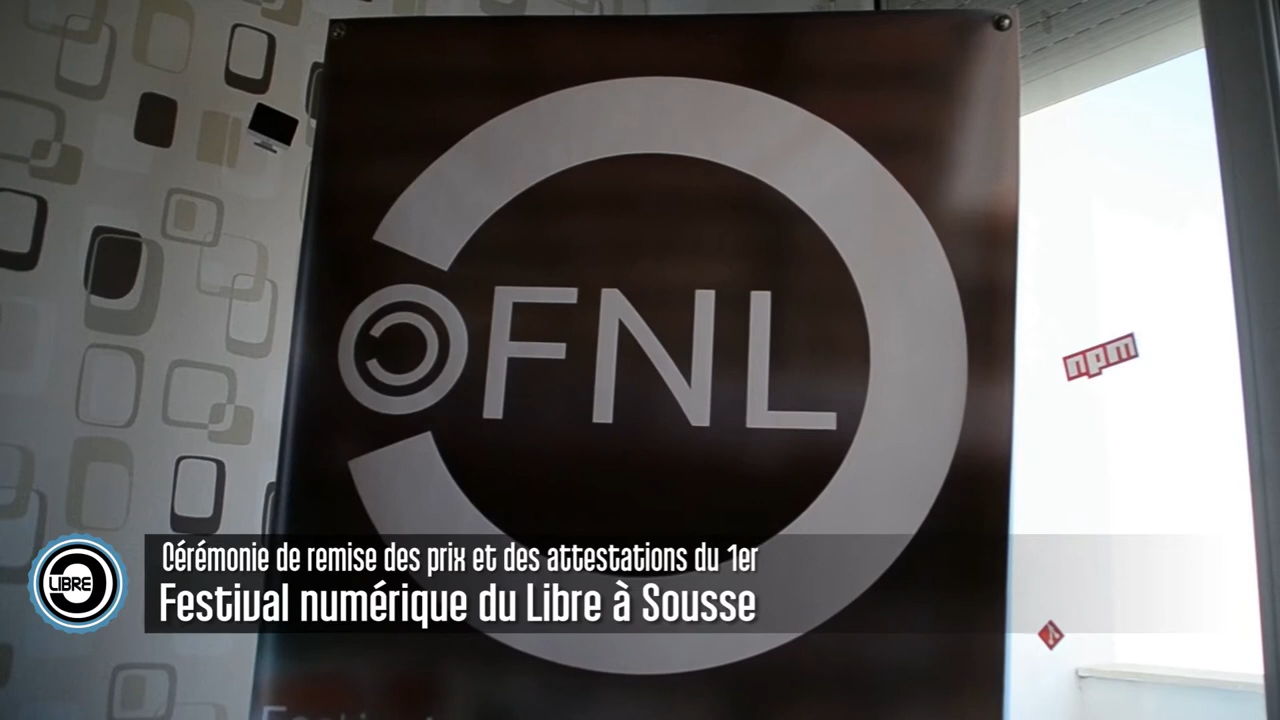 FNL
npm
Cérémonie de remise des prix et des attestations du 1er
LIBRE
Festival numérique du Libre à Sousse